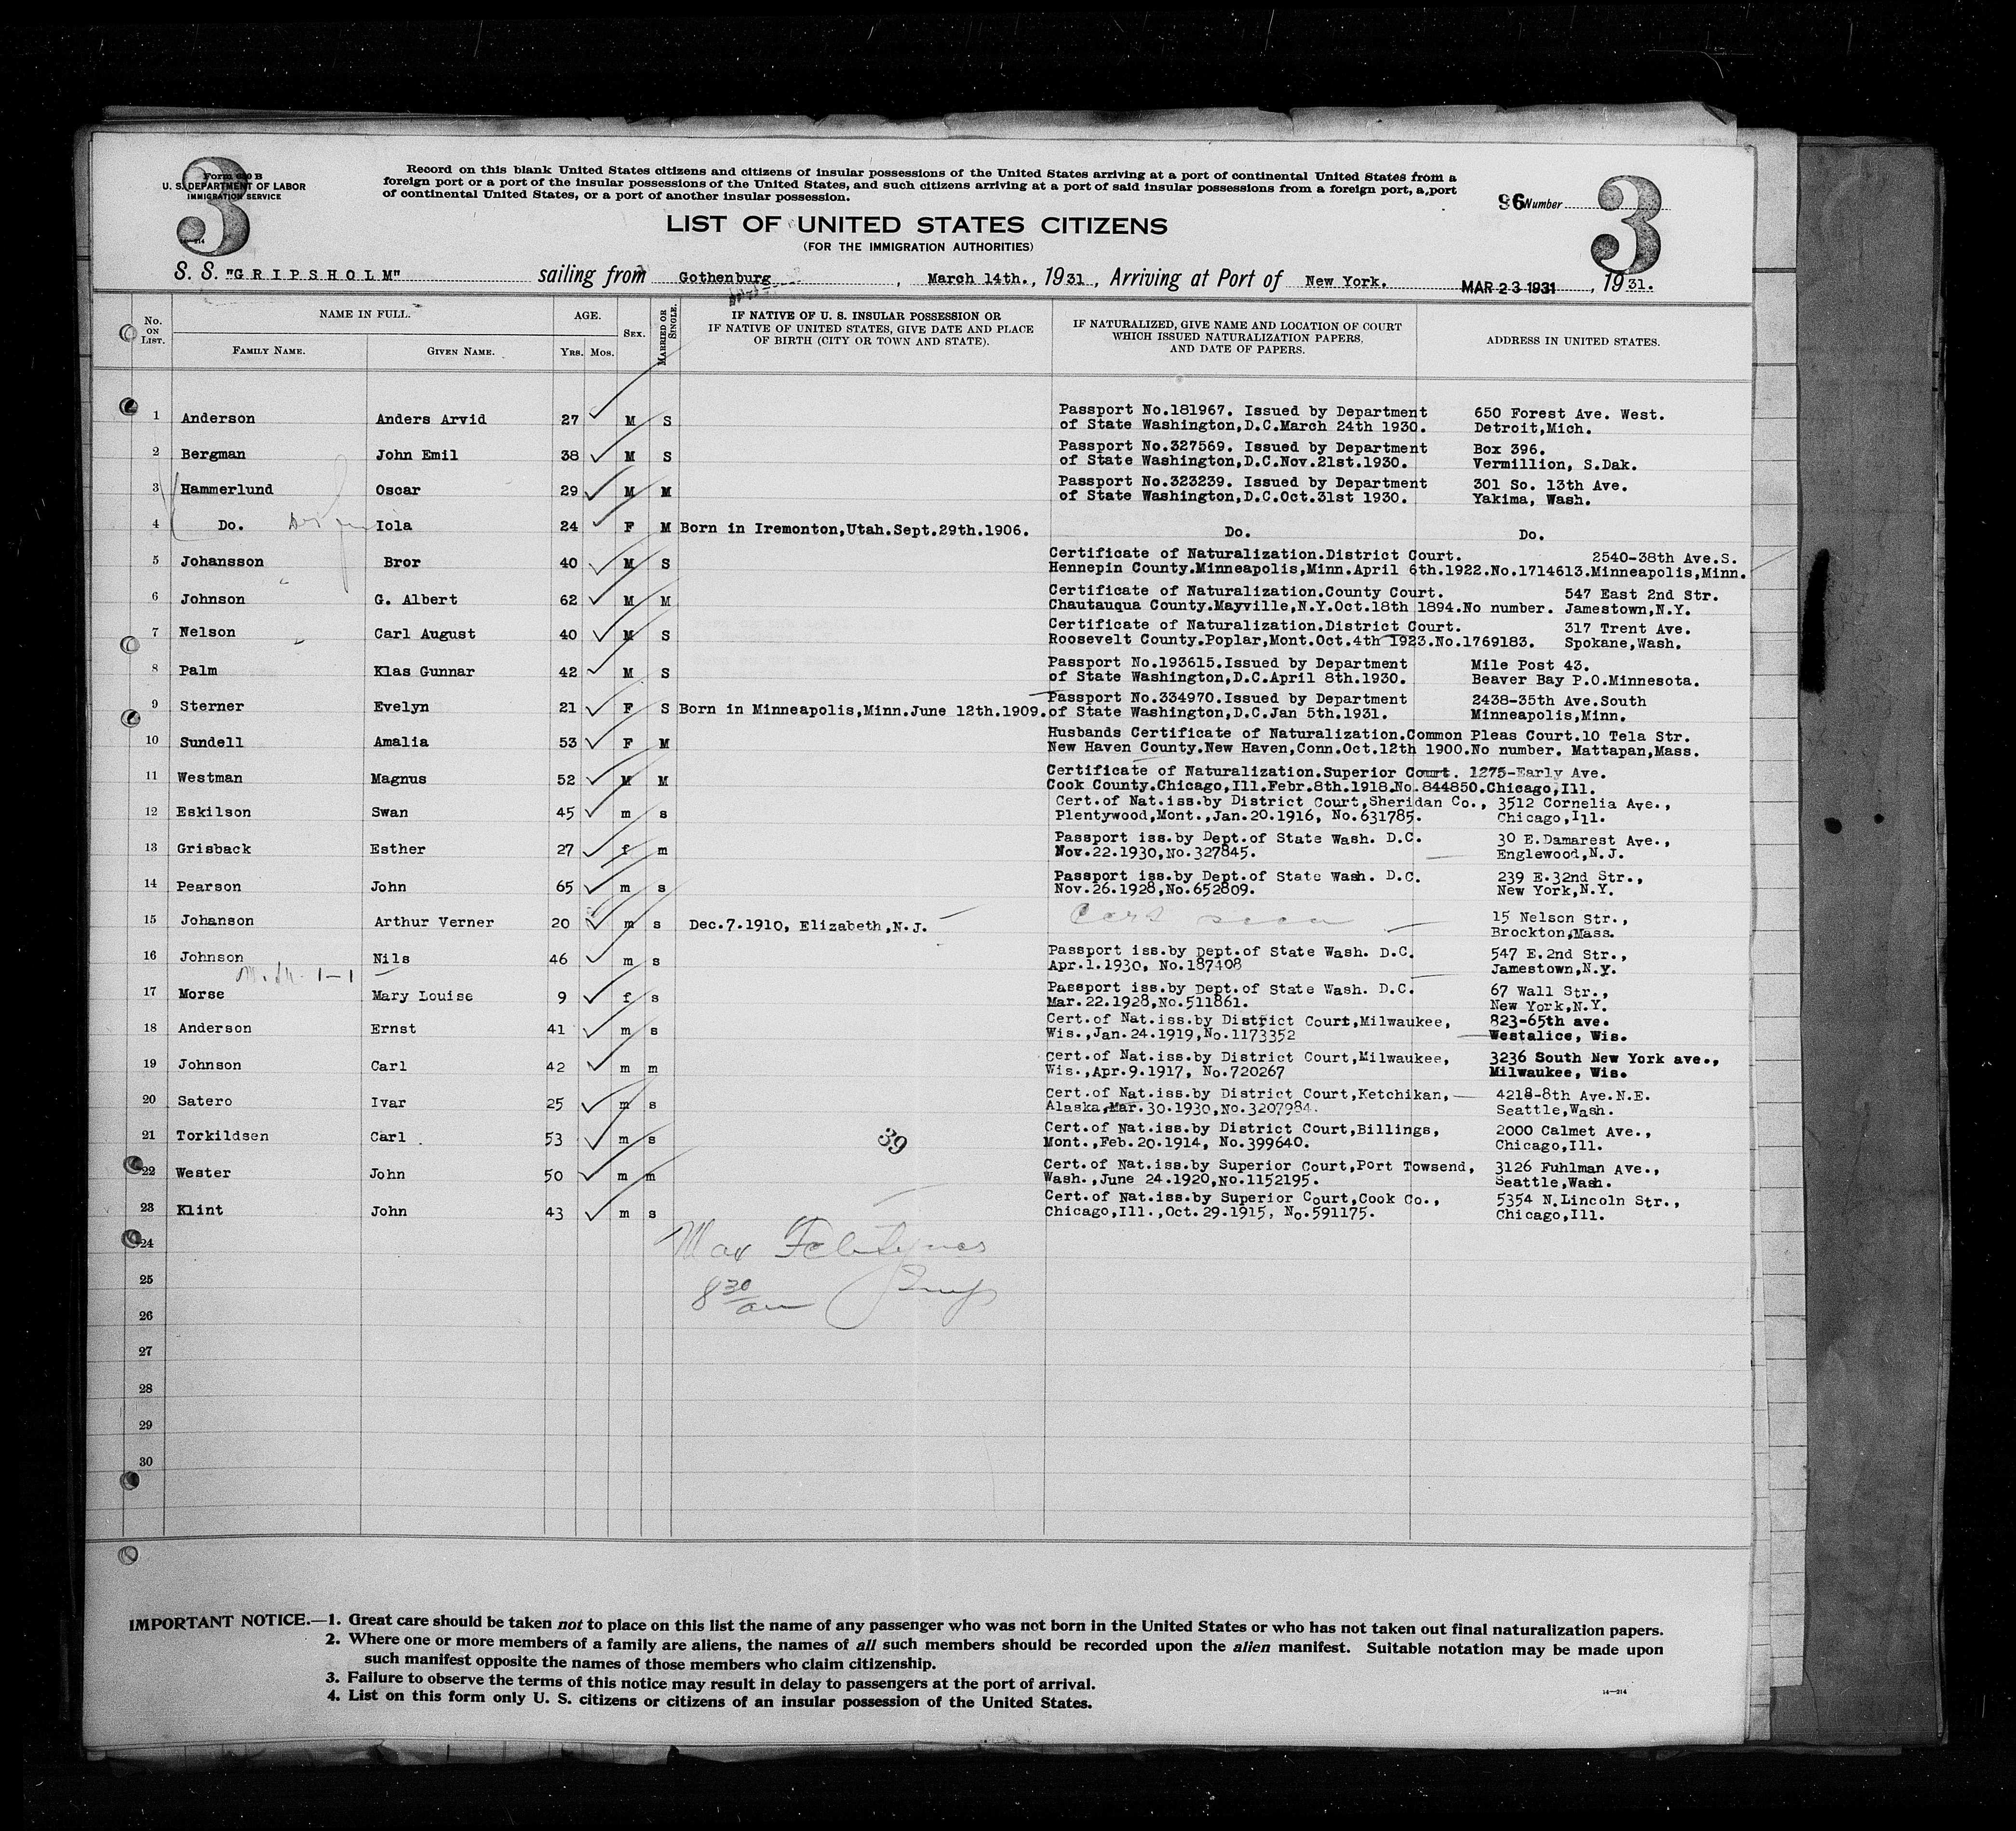 3
Form 630 B
U. S. DEPARTMENT OF LABOR
IMMIGRATION SERVICE
14—214
Record on this blank United States citizens and citizens of insular possessions of the United States arriving at a port of continental United States from a
foreign port or a port of the insular possessions of the United States, and such citizens arriving at a port of said insular possessions from a foreign port, a port
of continental United States, or a port of another insular possession.
96 Number
3
LIST OF UNITED STATES CITIZENS
(FOR THE IMMIGRATION AUTHORITIES)
S. S. "GRIPSHOLM" sailing from Gothenburg, March 14th., 1931, Arriving at Port of New York. MAR 23 1931, 1931.
No. on List. NAME IN FULL. AGE. Sex. Married or Single. IF NATIVE OF U. S. INSULAR POSSESSION OR IF NATIVE OF UNITED STATES, GIVE DATE AND PLACE OF BIRTH (CITY OR TOWN AND STATE). IF NATURALIZED, GIVE NAME AND LOCATION OF COURT WHICH ISSUED NATURALIZATION PAPERS, AND DATE OF PAPERS. ADDRESS IN UNITED STATES.
Family Name. Given Name. Yrs. Mos.
1 Anderson Anders Arvid 27 M S Passport No.181967. Issued by Department 650 Forest Ave. West.
of State Washington,D.C.March 24th 1930. Detroit,Mich.
2 Bergman John Emil 38 M S Passport No.327569. Issued by Department Box 396.
of State Washington,D.C.Nov.21st.1930. Vermillion, S.Dak.
3 Hammerlund Oscar 29 M M Passport No.323239. Issued by Department 301 So. 13th Ave.
of State Washington,D.C.Oct.31st 1930. Yakima, Wash.
4 Do. Iola 24 F M Born in Iremonton,Utah.Sept.29th.1906. Do. Do.
5 Johansson Bror 40 M S Certificate of Naturalization.District Court. 2540-38th Ave.S.
Hennepin County.Minneapolis,Minn.April 6th.1922.No.1714613.Minneapolis,Minn.
6 Johnson G. Albert 62 M M Certificate of Naturalization.County Court. 547 East 2nd Str.
Chautauqua County.Mayville,N.Y.Oct.18th 1894.No number. Jamestown,N.Y.
7 Nelson Carl August 40 M S Certificate of Naturalization.District Court. 317 Trent Ave.
Roosevelt County.Poplar,Mont.Oct.4th 1923.No.1769183. Spokane,Wash.
8 Palm Klas Gunnar 42 M S Passport No.193615.Issued by Department Mile Post 43.
of State Washington,D.C.April 8th.1930. Beaver Bay P.O.Minnesota.
9 Sterner Evelyn 21 F S Born in Minneapolis,Minn.June 12th.1909. Passport No.334970.Issued by Department 2438-35th Ave.South
of State Washington,D.C.Jan 5th.1931. Minneapolis,Minn.
10 Sundell Amalia 53 F M Husbands Certificate of Naturalization.Common Pleas Court.10 Tela Str.
New Haven County.New Haven,Conn.Oct.12th 1900.No number. Mattapan,Mass.
11 Westman Magnus 52 M M Certificate of Naturalization.Superior Court. 1275-Early Ave.
Cook County.Chicago,Ill.Febr.8th.1918.No.844850.Chicago,Ill.
12 Eskilson Swan 45 m s Cert.of Nat.iss.by District Court,Sheridan Co., 3512 Cornelia Ave.,
Plentywood,Mont.,Jan.20.1916, No.631785. Chicago,Ill.
13 Grisback Esther 27 f m Passport iss.by Dept.of State Wash. D.C. 30 E.Damarest Ave.,
Nov.22.1930,No.327845. Englewood,N.J.
14 Pearson John 65 m s Passport iss.by Dept.of State Wash. D.C. 239 E.32nd Str.,
Nov.26.1928,No.652809. New York,N.Y.
15 Johanson Arthur Verner 20 m s Dec.7.1910, Elizabeth,N.J. Cert seen 15 Nelson Str.,
Brockton,Mass.
16 Johnson Nils 46 m s Passport iss.by Dept.of State Wash. D.C. 547 E.2nd Str.,
Apr.1.1930, No.187408 Jamestown,N.Y.
17 Morse Mary Louise 9 f s Passport iss.by Dept.of State Wash. D.C. 67 Wall Str.,
Mar.22.1928,No.511861. New York,N.Y.
18 Anderson Ernst 41 m s Cert.of Nat.iss.by District Court,Milwaukee, 823-65th ave.
Wis.,Jan.24.1919,No.1173352 Westalice, Wis.
19 Johnson Carl 42 m m Cert.of Nat.iss.by District Court,Milwaukee, 3236 South New York ave.,
Wis.,Apr.9.1917, No.720267 Milwaukee, Wis.
20 Satero Ivar 25 m s Cert.of Nat.iss.by District Court,Ketchikan, 4218-8th Ave.N.E.
Alaska,Mar.30.1930,No.3207984. Seattle,Wash.
21 Torkildsen Carl 53 m s 39 Cert.of Nat.iss.by District Court,Billings, 2000 Calmet Ave.,
Mont.,Feb.20.1914, No.399640. Chicago,Ill.
22 Wester John 50 m m Cert.of Nat.iss.by Superior Court,Port Towsend, 3126 Fuhlman Ave.,
Wash.,June 24.1920,No.1152195. Seattle,Wash.
23 Klint John 43 m s Cert.of Nat.iss.by Superior Court,Cook Co., 5354 N.Lincoln Str.,
Chicago,Ill.,Oct.29.1915, No.591175. Chicago,Ill.
24 Max
25 8 30 am
26
27
28
29
30
IMPORTANT NOTICE.—1. Great care should be taken not to place on this list the name of any passenger who was not born in the United States or who has not taken out final naturalization papers.
2. Where one or more members of a family are aliens, the names of all such members should be recorded upon the alien manifest. Suitable notation may be made upon
such manifest opposite the names of those members who claim citizenship.
3. Failure to observe the terms of this notice may result in delay to passengers at the port of arrival.
4. List on this form only U. S. citizens or citizens of an insular possession of the United States.
14—214